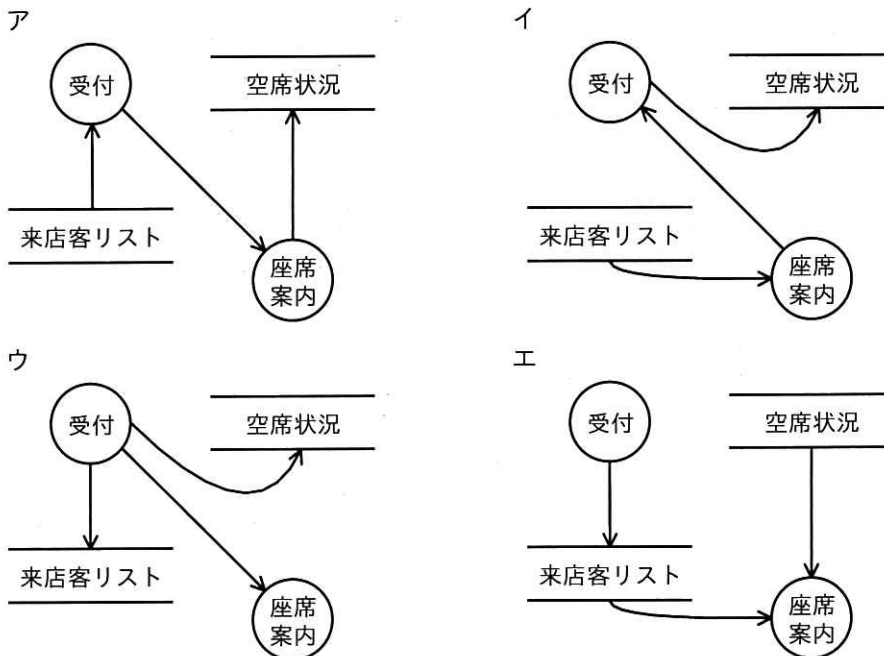 ア
受付
空席状況
来店客リスト
座席
案内
イ
受付
空席状況
来店客リスト
座席
案内
ウ
受付
空席状況
来店客リスト
座席
案内
エ
受付
空席状況
来店客リスト
座席
案内